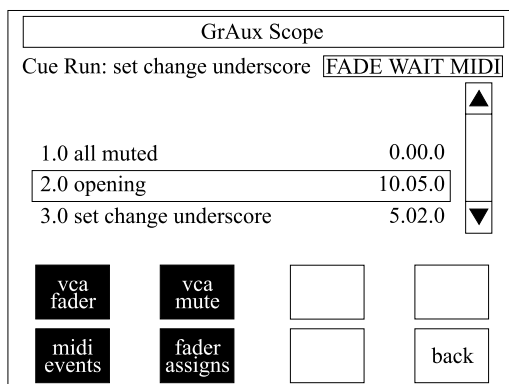 GrAux Scope
Cue Run: set change underscore FADE WAIT MIDI
1.0 all muted 0.00.0
2.0 opening 10.05.0
3.0 set change underscore 5.02.0
vca fader
vca mute
midi events
fader assigns
back